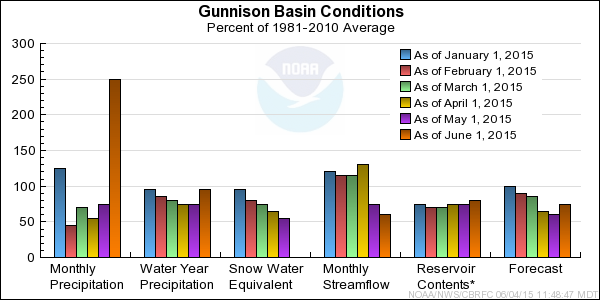 Gunnison Basin Conditions
Percent of 1981-2010 Average
300
250
200
150
100
50
0
NOAA
As of January 1, 2015
As of February 1, 2015
As of March 1, 2015
As of April 1, 2015
As of May 1, 2015
As of June 1, 2015
Monthly
Precipitation
Water Year
Precipitation
Snow Water
Equivalent
Monthly
Streamflow
Reservoir
Contents*
Forecast
NOAA/NWS/CBRFC 06/04/15 11:48:47 MDT